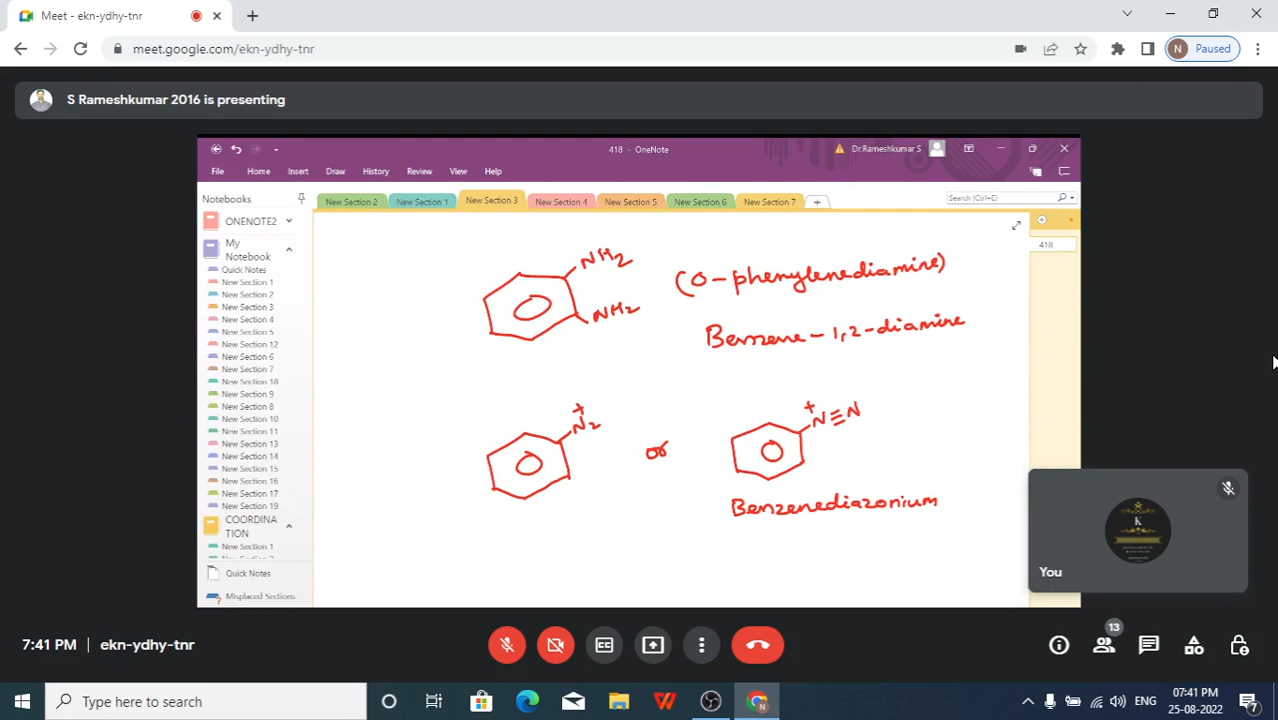 Meet - ekn-ydhy-tnr
meet.google.com/ekn-ydhy-tnr
N Paused
S Rameshkumar 2016 is presenting
418 - OneNote
Dr.Rameshkumar S
File Home Insert Draw History Review View Help
Notebooks
New Section 2 New Section 1 New Section 3 New Section 4 New Section 5 New Section 6 New Section 7
Search (Ctrl+E)
ONENOTE2
My
Notebook
Quick Notes
New Section 1
New Section 2
New Section 3
New Section 4
New Section 5
New Section 12
New Section 6
New Section 7
New Section 18
New Section 9
New Section 8
New Section 10
New Section 11
New Section 13
New Section 14
New Section 15
New Section 16
New Section 17
New Section 19
COORDINA
TION
New Section 1
Quick Notes
Misplaced Sections
418
NH2
NH2
(O-phenylenediamine)
Benzene-1,2-diamine
+
N2
or
+
N≡N
Benzenediazonium
K
You
7:41 PM | ekn-ydhy-tnr
13
Type here to search
N
ENG
07:41 PM
25-08-2022
7